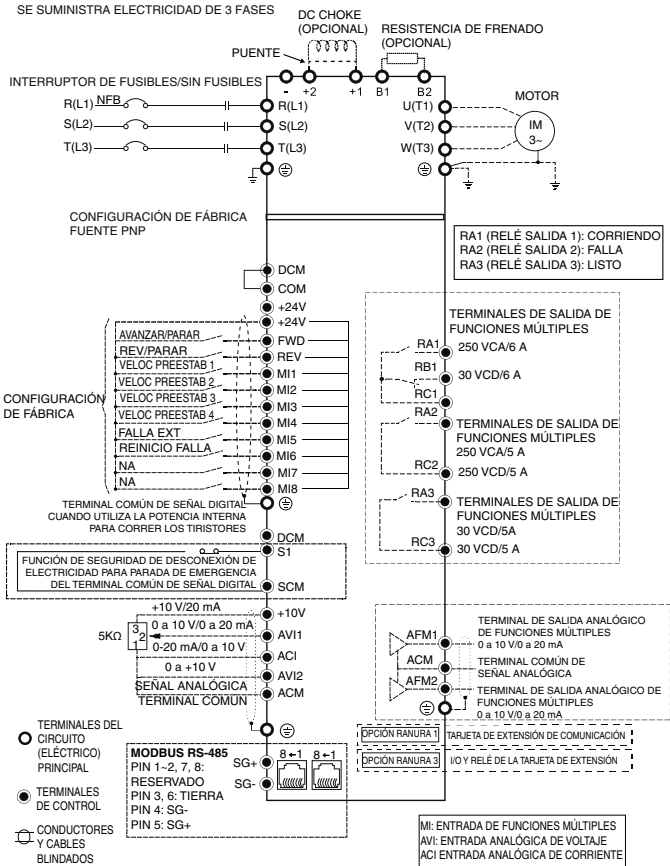 SE SUMINISTRA ELECTRICIDAD DE 3 FASES
DC CHOKE
(OPCIONAL)
RESISTENCIA DE FRENADO
(OPCIONAL)
PUENTE
INTERRUPTOR DE FUSIBLES/SIN FUSIBLES
- +2 +1 B1 B2
R(L1) NFB R(L1) U(T1)
MOTOR
S(L2) S(L2) V(T2)
IM
3~
T(L3) T(L3) W(T3)
CONFIGURACIÓN DE FÁBRICA
FUENTE PNP
RA1 (RELÉ SALIDA 1): CORRIENDO
RA2 (RELÉ SALIDA 2): FALLA
RA3 (RELÉ SALIDA 3): LISTO
DCM
COM
+24V
+24V
CONFIGURACIÓN
DE FÁBRICA
AVANZAR/PARAR FWD
REV/PARAR REV
VELOC PREESTAB 1 MI1
VELOC PREESTAB 2 MI2
VELOC PREESTAB 3 MI3
VELOC PREESTAB 4 MI4
FALLA EXT MI5
REINICIO FALLA MI6
NA MI7
NA MI8
TERMINAL COMÚN DE SEÑAL DIGITAL
CUANDO UTILIZA LA POTENCIA INTERNA
PARA CORRER LOS TIRISTORES
TERMINALES DE SALIDA DE
FUNCIONES MÚLTIPLES
RA1 250 VCA/6 A
RB1 30 VCD/6 A
RC1
RA2 TERMINALES DE SALIDA DE
FUNCIONES MÚLTIPLES
250 VCA/5 A
RC2 250 VCD/5 A
RA3 TERMINALES DE SALIDA DE
FUNCIONES MÚLTIPLES
30 VCD/5A
RC3 30 VCD/5 A
DCM
S1
FUNCIÓN DE SEGURIDAD DE DESCONEXIÓN DE
ELECTRICIDAD PARA PARADA DE EMERGENCIA
DEL TERMINAL COMÚN DE SEÑAL DIGITAL
SCM
+10 V/20 mA +10V
5KΩ 3 2 1
0 a 10 V/0 a 20 mA AVI1
0-20 mA/0 a 10 V ACI
0 a +10 V AVI2
SEÑAL ANALÓGICA
TERMINAL COMÚN ACM
AFM1 TERMINAL DE SALIDA ANALÓGICO
DE FUNCIONES MÚLTIPLES
0 a 10 V/0 a 20 mA
ACM TERMINAL COMÚN DE
SEÑAL ANALÓGICA
AFM2 TERMINAL DE SALIDA ANALÓGICO DE
FUNCIONES MÚLTIPLES
0 a 10 V/0 a 20 mA
TERMINALES DEL
CIRCUITO
(ELÉCTRICO)
PRINCIPAL
TERMINALES
DE CONTROL
CONDUCTORES
Y CABLES
BLINDADOS
MODBUS RS-485
PIN 1~2, 7, 8:
RESERVADO
PIN 3, 6: TIERRA
PIN 4: SG-
PIN 5: SG+
SG+
SG-
8←1 8←1
OPCIÓN RANURA 1 TARJETA DE EXTENSIÓN DE COMUNICACIÓN
OPCIÓN RANURA 3 I/O Y RELÉ DE LA TARJETA DE EXTENSIÓN
MI: ENTRADA DE FUNCIONES MÚLTIPLES
AVI: ENTRADA ANALÓGICA DE VOLTAJE
ACI ENTRADA ANALÓGICA DE CORRIENTE